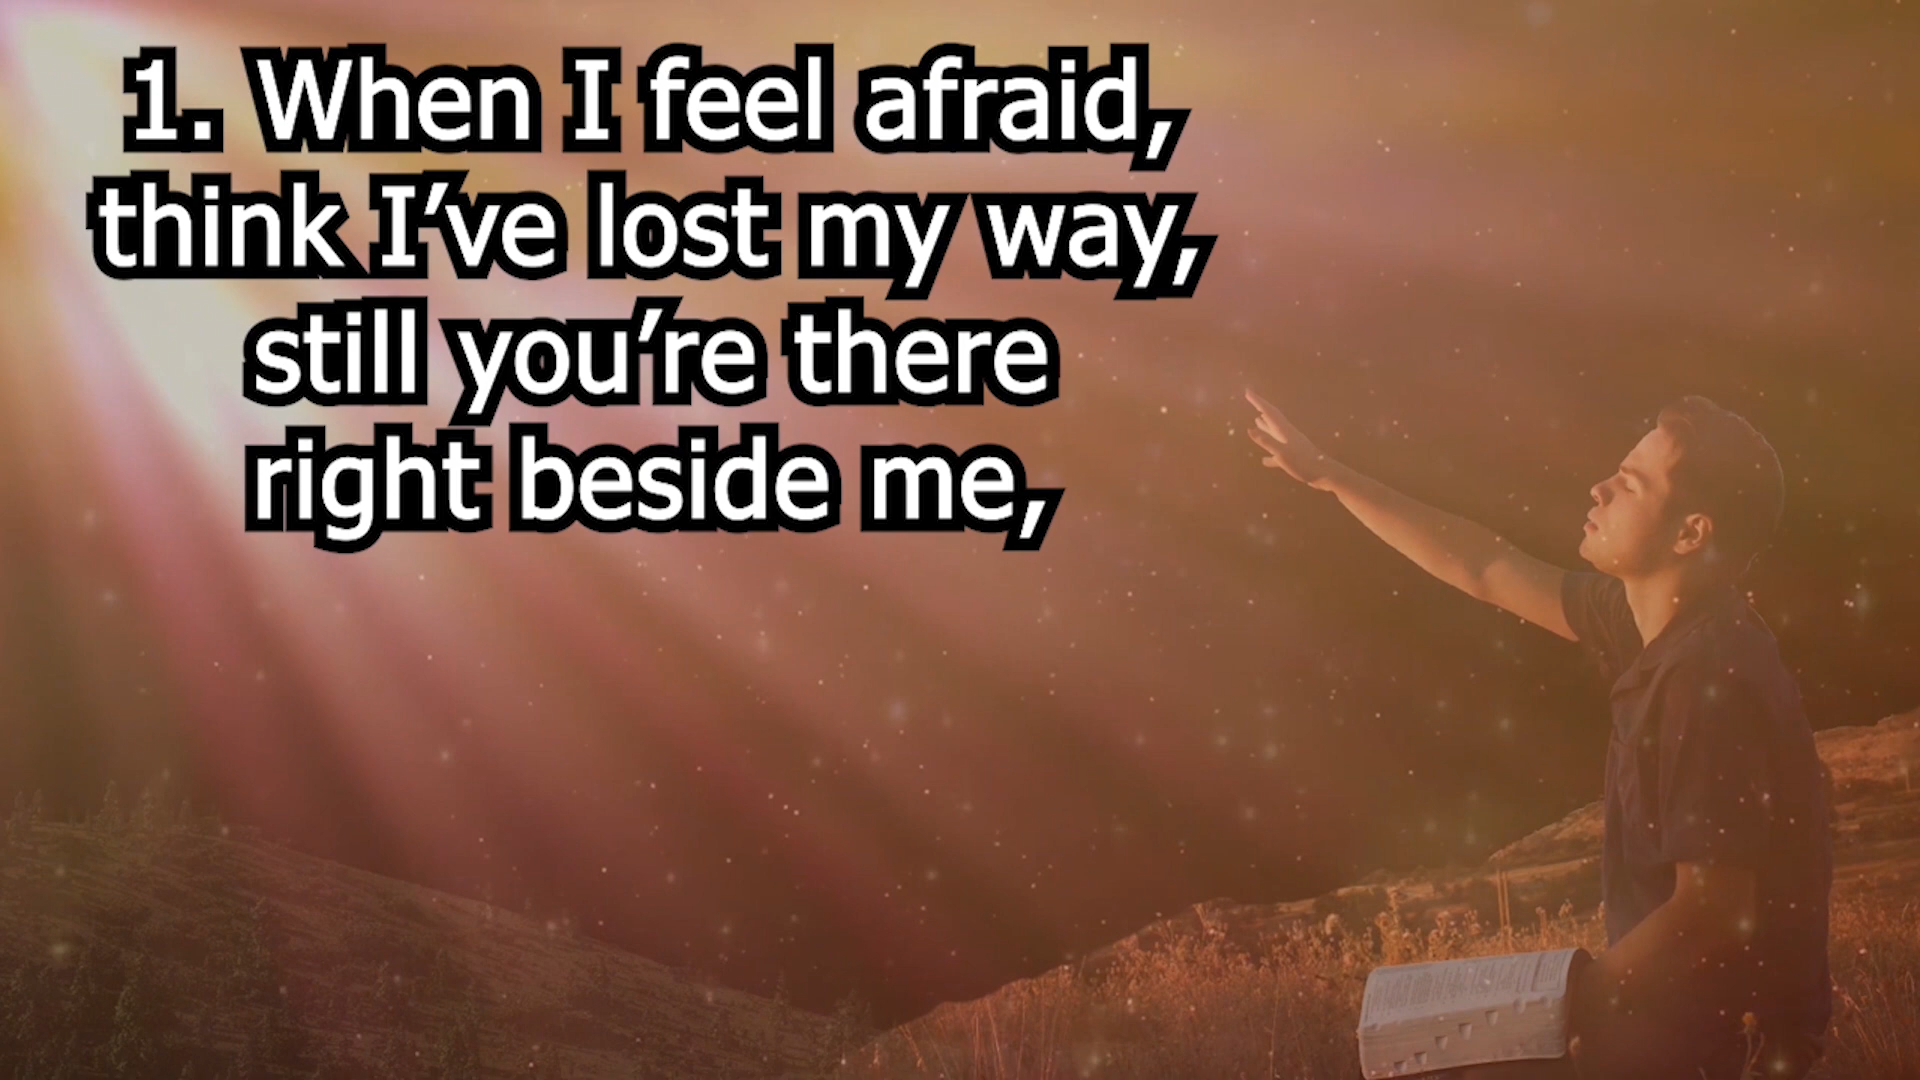 1. When I feel afraid,
think I’ve lost my way,
still you’re there
right beside me,